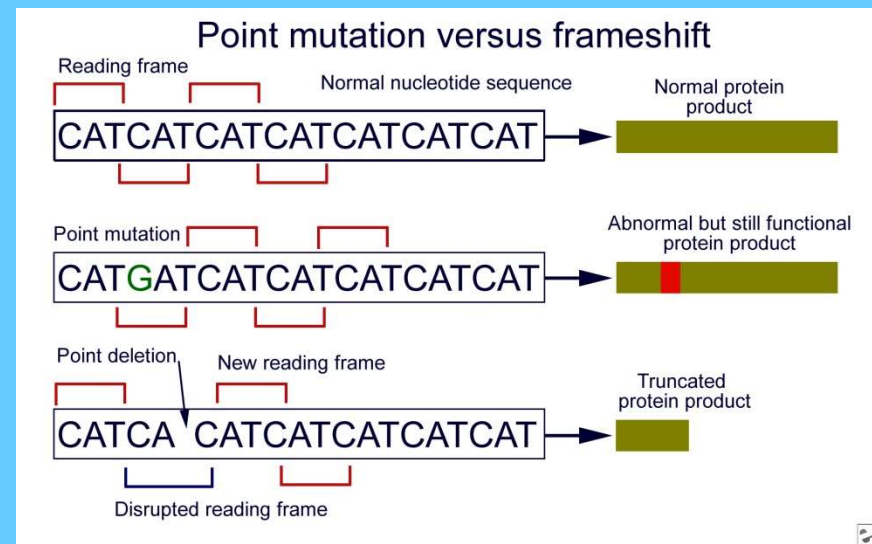 Point mutation versus frameshift
Reading frame
Normal nucleotide sequence
Normal protein
product
CATCATCATCATCATCATCAT
Point mutation
Abnormal but still functional
protein product
CATGATCATCATCATCATCAT
Point deletion
New reading frame
Truncated
protein product
CATCA CATCATCATCATCAT
Disrupted reading frame